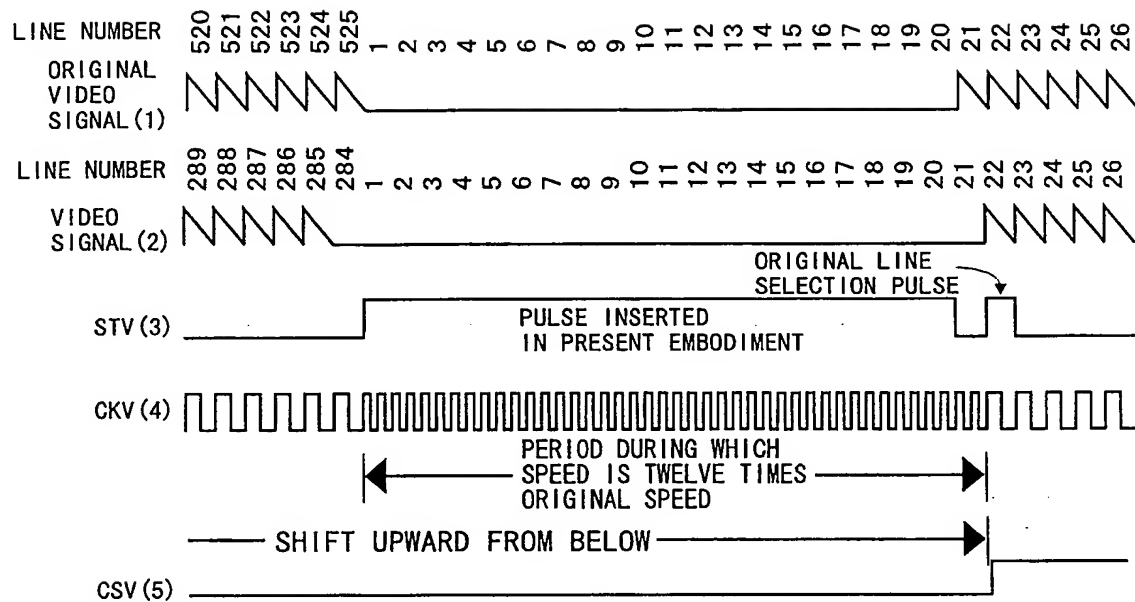 LINE NUMBER 520 521 522 523 524 525 1 2 3 4 5 6 7 8 9 10 11 12 13 14 15 16 17 18 19 20 21 22 23 24 25 26
ORIGINAL
VIDEO
SIGNAL(1)
LINE NUMBER 289 288 287 286 285 284 1 2 3 4 5 6 7 8 9 10 11 12 13 14 15 16 17 18 19 20 21 22 23 24 25 26
VIDEO
SIGNAL(2)
ORIGINAL LINE
SELECTION PULSE
STV(3)
PULSE INSERTED
IN PRESENT EMBODIMENT
CKV(4)
PERIOD DURING WHICH
SPEED IS TWELVE TIMES
ORIGINAL SPEED
SHIFT UPWARD FROM BELOW
CSV(5)